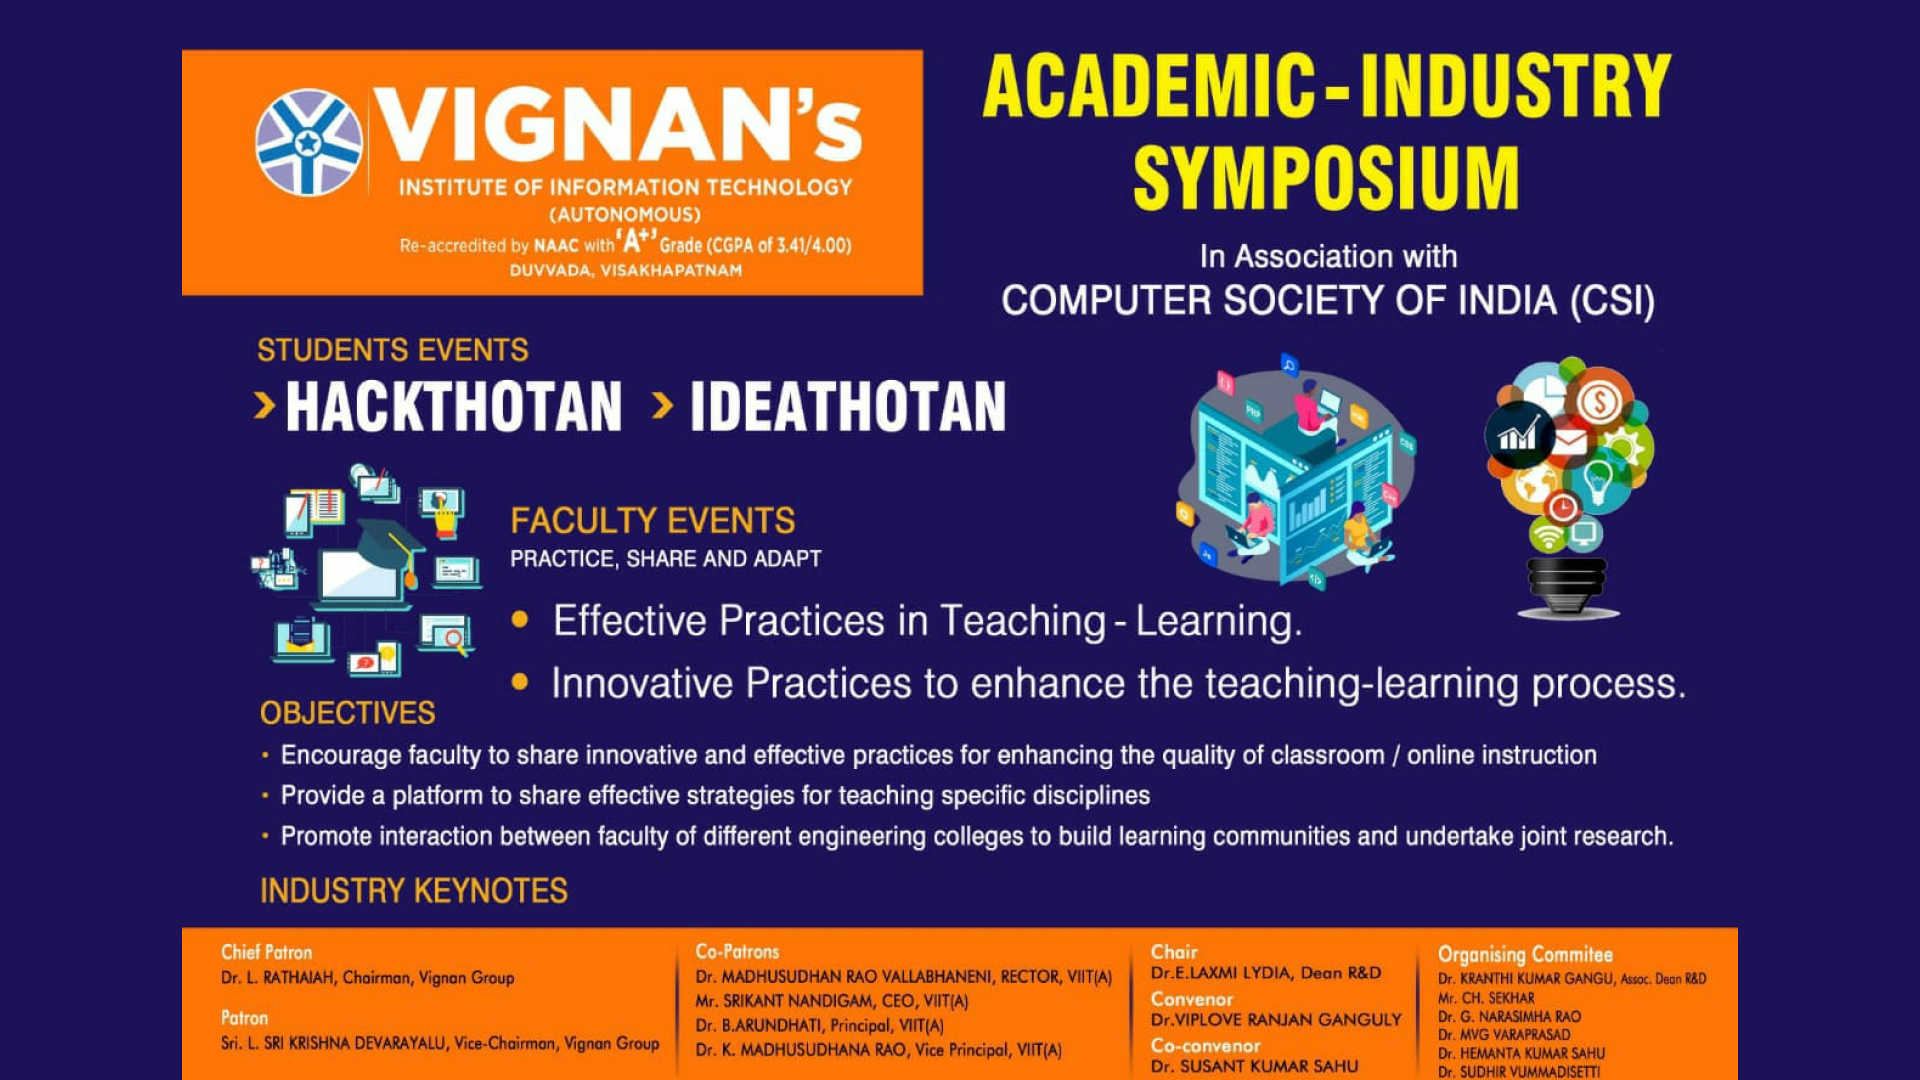 VIGNAN's
INSTITUTE OF INFORMATION TECHNOLOGY
(AUTONOMOUS)
Re-accredited by NAAC with 'A+' Grade (CGPA of 3.41/4.00)
DUVVADA, VISAKHAPATNAM
ACADEMIC-INDUSTRY
SYMPOSIUM
In Association with
COMPUTER SOCIETY OF INDIA (CSI)
STUDENTS EVENTS
› HACKTHOTAN › IDEATHOTAN
FACULTY EVENTS
PRACTICE, SHARE AND ADAPT
• Effective Practices in Teaching - Learning.
• Innovative Practices to enhance the teaching-learning process.
OBJECTIVES
• Encourage faculty to share innovative and effective practices for enhancing the quality of classroom / online instruction
• Provide a platform to share effective strategies for teaching specific disciplines
• Promote interaction between faculty of different engineering colleges to build learning communities and undertake joint research.
INDUSTRY KEYNOTES
Chief Patron
Dr. L. RATHAIAH, Chairman, Vignan Group
Patron
Sri. L. SRI KRISHNA DEVARAYALU, Vice-Chairman, Vignan Group
Co-Patrons
Dr. MADHUSUDHAN RAO VALLABHANENI, RECTOR, VIIT(A)
Mr. SRIKANT NANDIGAM, CEO, VIIT(A)
Dr. B.ARUNDHATI, Principal, VIIT(A)
Dr. K. MADHUSUDHANA RAO, Vice Principal, VIIT(A)
Chair
Dr.E.LAXMI LYDIA, Dean R&D
Convenor
Dr.VIPLOVE RANJAN GANGULY
Co-convenor
Dr. SUSANT KUMAR SAHU
Organising Commitee
Dr. KRANTHI KUMAR GANGU, Assoc. Dean R&D
Mr. CH. SEKHAR
Dr. G. NARASIMHA RAO
Dr. MVG VARAPRASAD
Dr. HEMANTA KUMAR SAHU
Dr. SUDHIR VUMMADISETTI